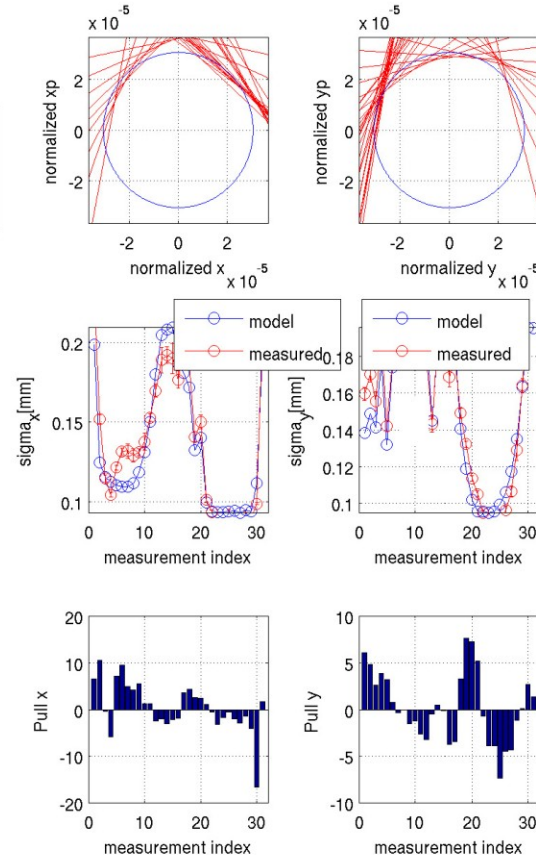 x 10^-5
x 10^-5
normalized xp
2
0
-2
-2
0
2
normalized x
x 10^-5
normalized yp
2
0
-2
-2
0
2
normalized y
x 10^-5
sigma_x[mm]
0.2
0.15
0.1
0
10
20
30
measurement index
model
measured
sigma_y[mm]
0.18
0.16
0.14
0.12
0.1
0
10
20
30
measurement index
model
measured
Pull x
20
10
0
-10
-20
0
10
20
30
measurement index
Pull y
10
5
0
-5
-10
0
10
20
30
measurement index